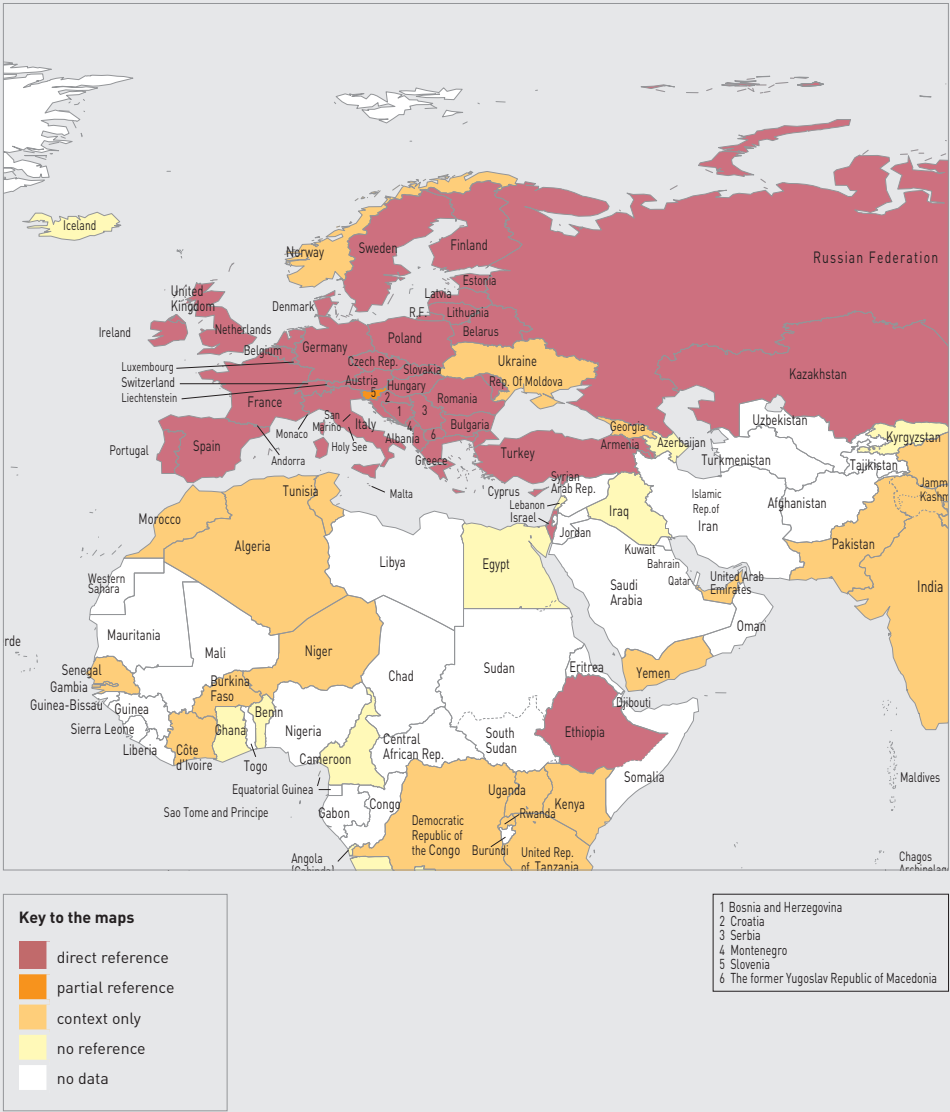 Iceland
Norway
Sweden
Finland
Russian Federation
Estonia
United
Kingdom
Latvia
Denmark
R.F.
Lithuania
Ireland
Netherlands
Belarus
Belgium
Germany
Poland
Luxembourg
Czech Rep.
Ukraine
Slovakia
Kazakhstan
Switzerland
Austria
Hungary
Rep. Of Moldova
Liechtenstein
5
2
France
Romania
1
3
San
Marino
Italy
4
Bulgaria
Georgia
Uzbekistan
Monaco
6
Albania
Armenia
Azerbaijan
Kyrgyzstan
Portugal
Spain
Holy See
Andorra
Greece
Turkey
Turkmenistan
Tajikistan
Syrian
Arab Rep.
Tunisia
Malta
Cyprus
Lebanon
Israel
Iraq
Islamic
Rep.of
Iran
Afghanistan
Jamm
Kashm
Morocco
Algeria
Jordan
Kuwait
Pakistan
Libya
Egypt
Bahrain
Qatar
United Arab
Emirates
India
Western
Sahara
Saudi
Arabia
Oman
rde
Mauritania
Mali
Niger
Chad
Sudan
Eritrea
Yemen
Senegal
Gambia
Guinea-Bissau
Guinea
Burkina
Faso
Benin
Djibouti
Sierra Leone
Ghana
Nigeria
Ethiopia
Liberia
Côte
d'Ivoire
Togo
Cameroon
Central
African Rep.
South
Sudan
Somalia
Maldives
Equatorial Guinea
Uganda
Kenya
Sao Tome and Principe
Gabon
Congo
Rwanda
Democratic
Republic of
the Congo
Burundi
United Rep.
of Tanzania
Angola
(Cabinda)
Chagos
Archipelag
Key to the maps
direct reference
partial reference
context only
no reference
no data
1 Bosnia and Herzegovina
2 Croatia
3 Serbia
4 Montenegro
5 Slovenia
6 The former Yugoslav Republic of Macedonia